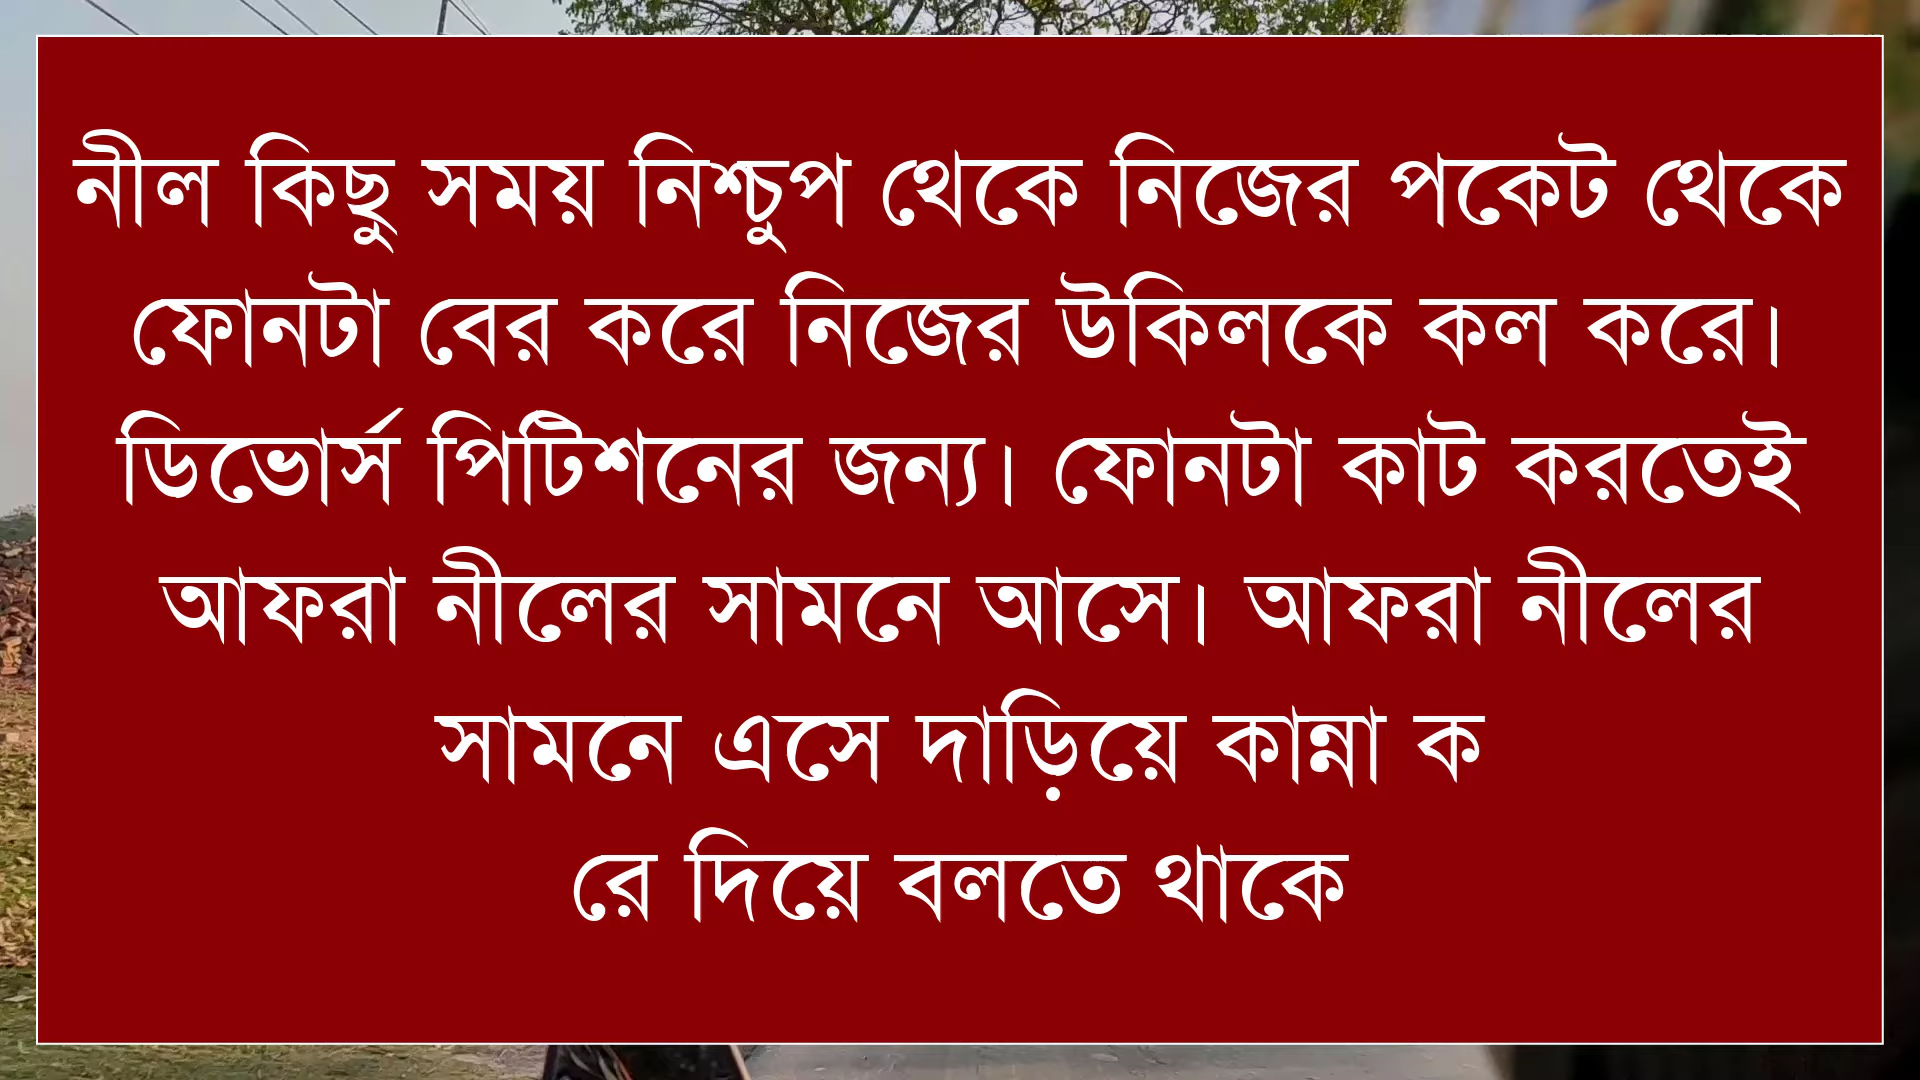 নীল কিছু সময় নিশ্চুপ থেকে নিজের পকেট থেকে
ফোনটা বের করে নিজের উকিলকে কল করে।
ডিভোর্স পিটিশনের জন্য। ফোনটা কাট করতেই
আফরা নীলের সামনে আসে। আফরা নীলের
সামনে এসে দাড়িয়ে কান্না ক
রে দিয়ে বলতে থাকে